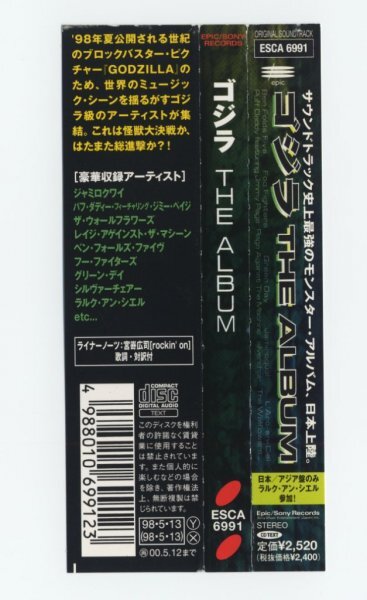 '98年夏公開される世紀
のブロックバスター・ピク
チャー『GODZILLA』の
ため、世界のミュージッ
ク・シーンを揺るがすゴジ
ラ級のアーティストが集
結。これは怪獣大決戦か、
はたまた総進撃か?!
[豪華収録アーティスト]
ジャミロクワイ
パフ・ダディー・フィーチャリング・ジミー・ペイジ
ザ・ウォールフラワーズ
レイジ・アゲインスト・ザ・マシーン
ベン・フォールズ・ファイヴ
フー・ファイターズ
グリーン・デイ
シルヴァーチェアー
ラルク・アン・シエル
etc...
ライナーノーツ:宮嵜広司[rockin' on]
歌詞・対訳付
4988010699123
COMPACT
disc
DIGITAL AUDIO
TEXT
このディスクを権
利者の許諾なく賃貸
業に使用すること
は禁止されています。
また個人的に
楽しむなどの場合
を除き、著作権法
上、無断複製は禁
じられています。
98・5・13
(98・5・13)
再00.5.12まで
EPIC/SONY
RECORDS
ゴジラ THE ALBUM
ESCA
6991
ORIGINAL SOUNDTRACK
ESCA 6991
epic
サウンドトラック史上最強のモンスター・アルバム、日本上陸。
ゴジラ THE ALBUM
日本/アジア盤のみ
ラルク・アン・シエル
参加!
Epic/Sony Records
STEREO
CD TEXT
定価¥2,520
(税抜価格¥2,400)